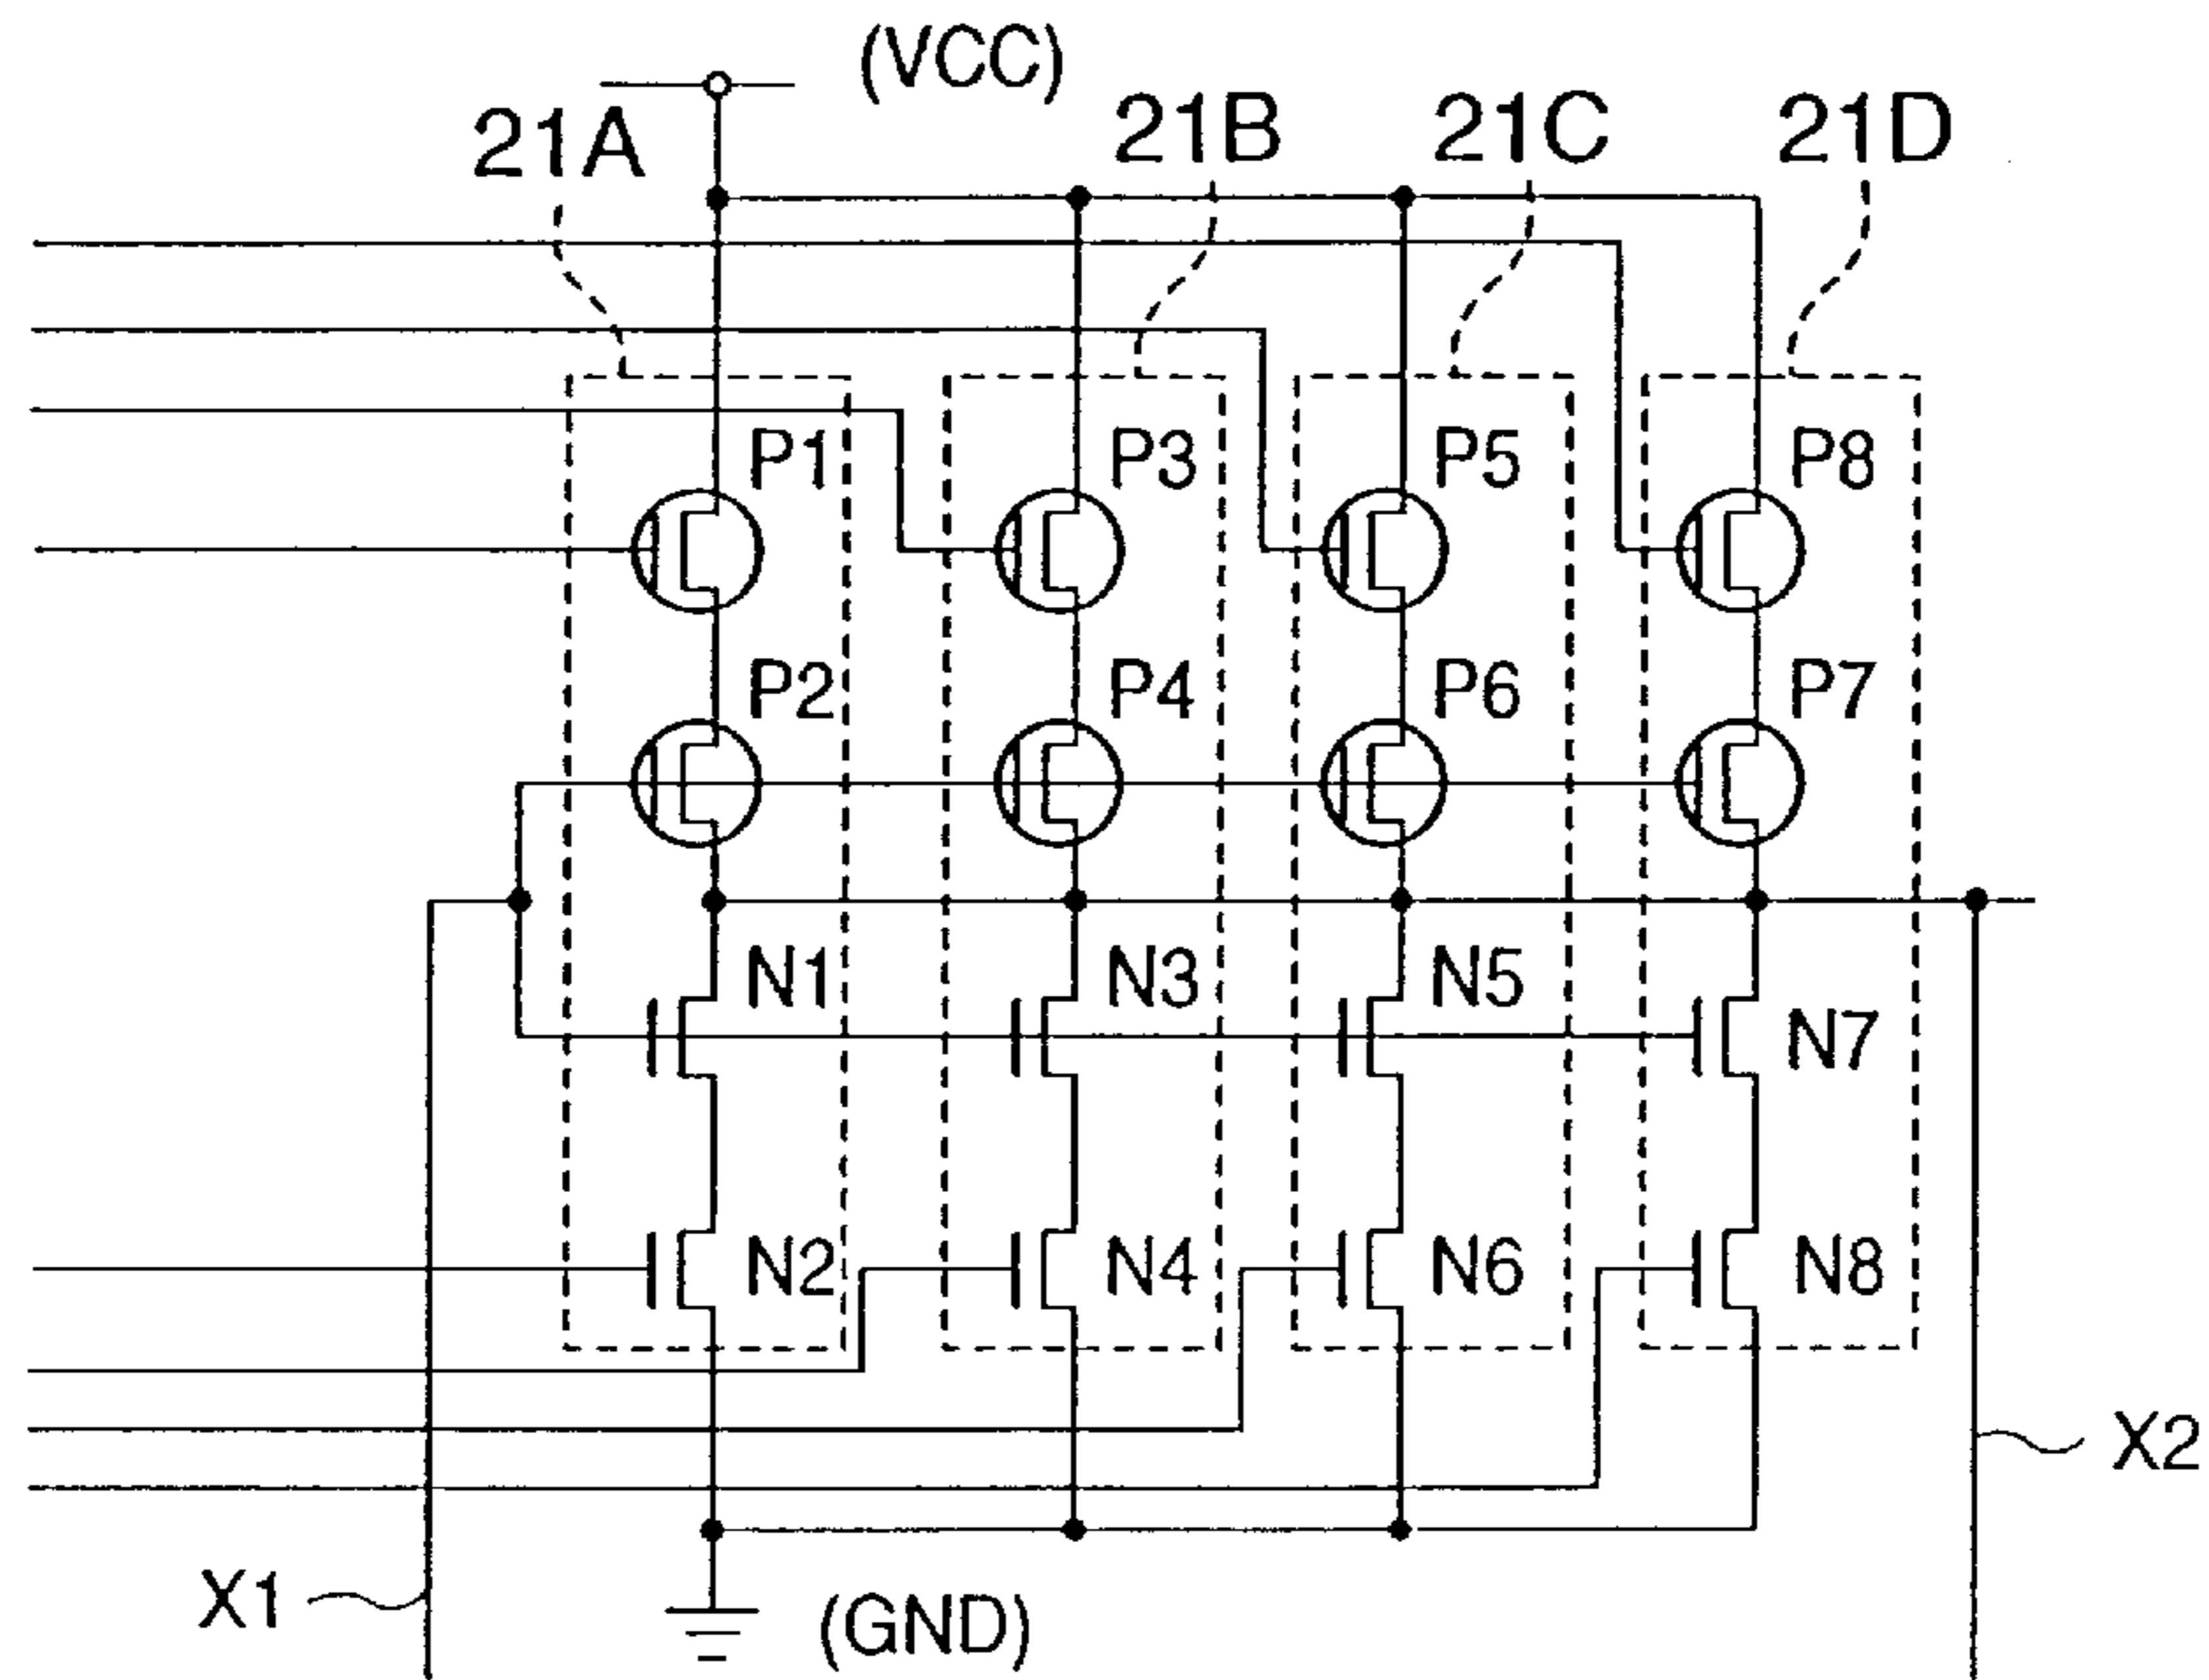 (VCC)
21A 21B 21C 21D
P1 P3 P5 P8
P2 P4 P6 P7
N1 N3 N5 N7
N2 N4 N6 N8
X2
X1
(GND)